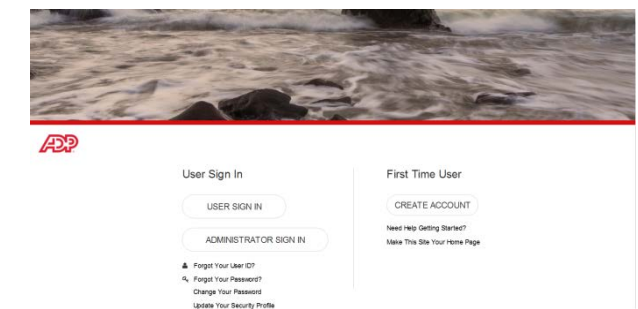 ADP
User Sign In
USER SIGN IN
ADMINISTRATOR SIGN IN
Forgot Your User ID?
Forgot Your Password?
Change Your Password
Update Your Security Profile
First Time User
CREATE ACCOUNT
Need Help Getting Started?
Make This Site Your Home Page